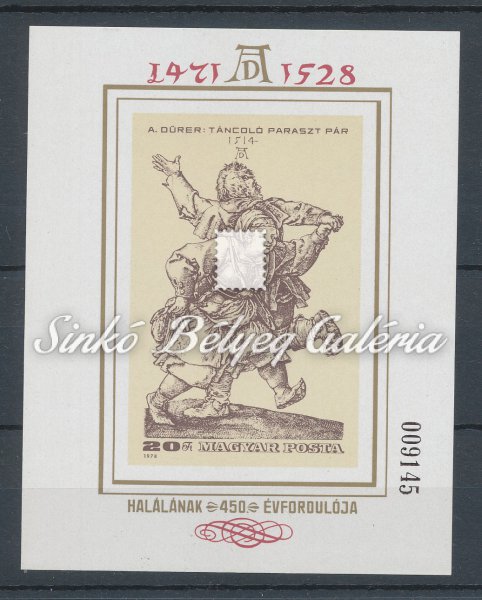 1471 AD 1528
A. DÜRER: TÁNCOLÓ PARASZT PÁR
1514
AD
Sinkó Bélyeg Galéria
20 Ft MAGYAR POSTA
1978
009145
HALÁLÁNAK 450. ÉVFORDULÓJA